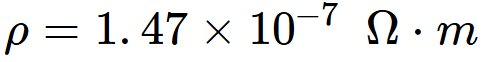 ρ = 1.47 × 10⁻⁷ Ω · m